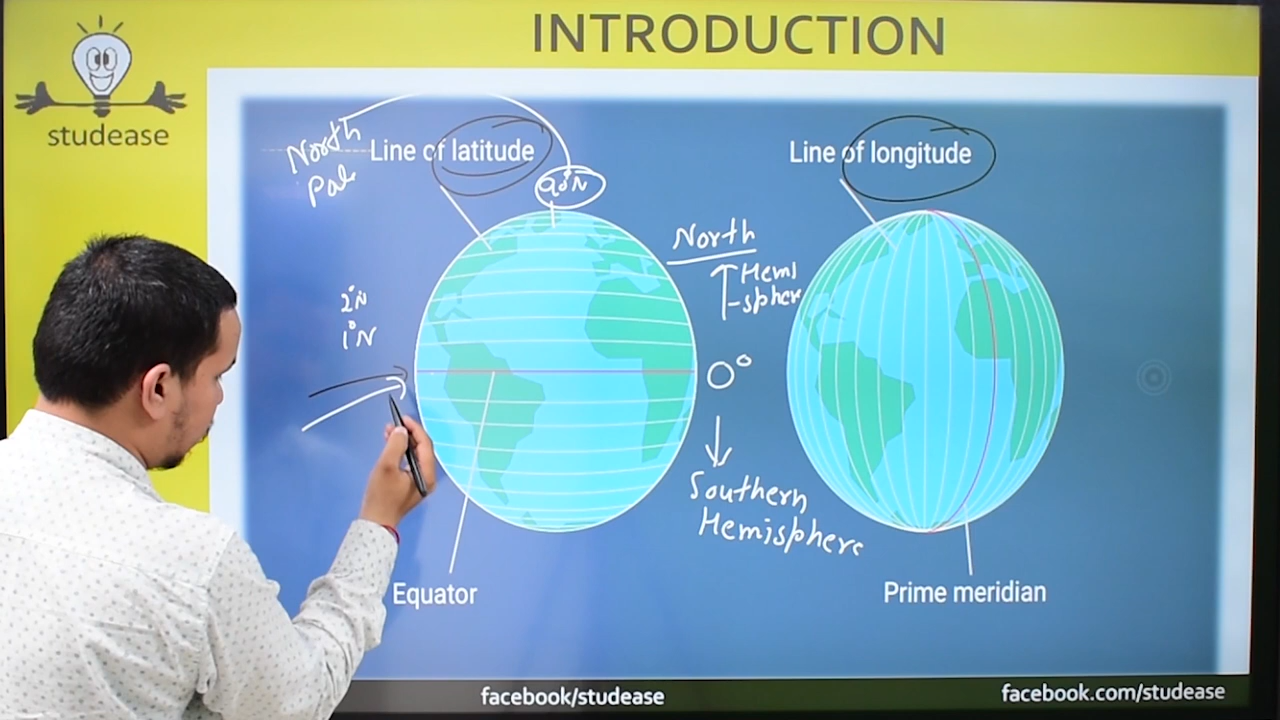 INTRODUCTION
studease
North
Pole
Line of latitude
90°N
Line of longitude
North
Hemi
-sphere
2°N
1°N
0°
Southern
Hemisphere
Equator
Prime meridian
facebook/studease
facebook.com/studease